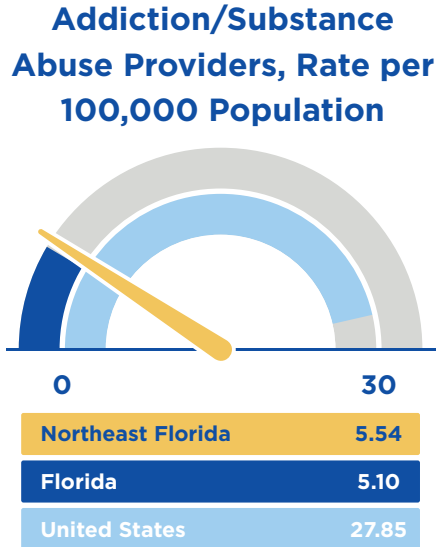 Addiction/Substance
Abuse Providers, Rate per
100,000 Population
0 30
Northeast Florida 5.54
Florida 5.10
United States 27.85